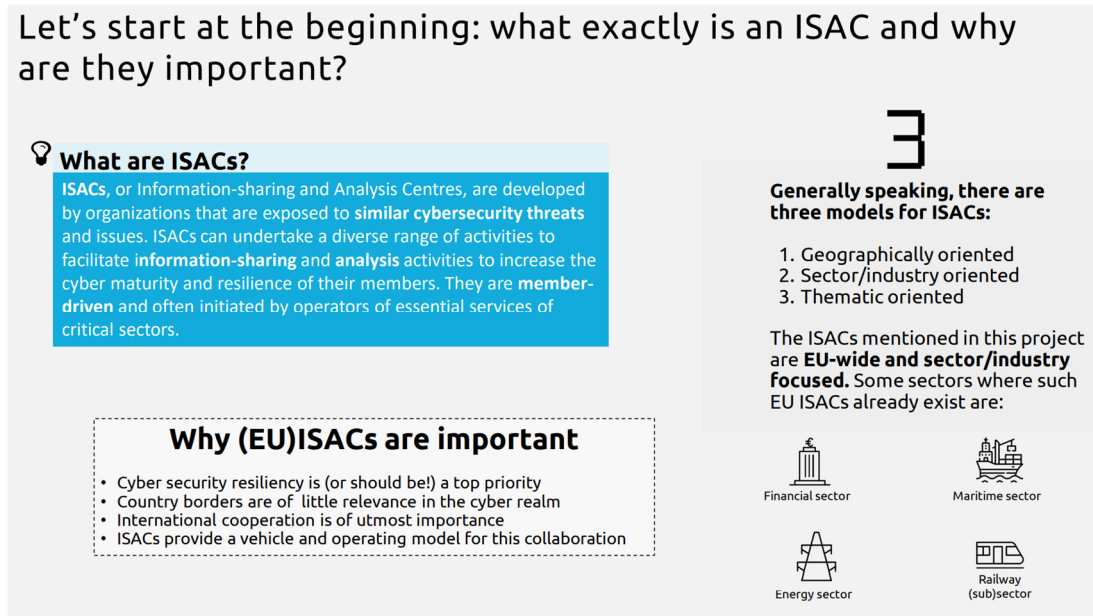 Let's start at the beginning: what exactly is an ISAC and why
are they important?
What are ISACs?
ISACs, or Information-sharing and Analysis Centres, are developed
by organizations that are exposed to similar cybersecurity threats
and issues. ISACs can undertake a diverse range of activities to
facilitate information-sharing and analysis activities to increase the
cyber maturity and resilience of their members. They are member-
driven and often initiated by operators of essential services of
critical sectors.
Why (EU)ISACs are important
• Cyber security resiliency is (or should be!) a top priority
• Country borders are of little relevance in the cyber realm
• International cooperation is of utmost importance
• ISACs provide a vehicle and operating model for this collaboration
3
Generally speaking, there are
three models for ISACs:
1. Geographically oriented
2. Sector/industry oriented
3. Thematic oriented
The ISACs mentioned in this project
are EU-wide and sector/industry
focused. Some sectors where such
EU ISACs already exist are:
€
Financial sector
Maritime sector
Energy sector
Railway
(sub)sector